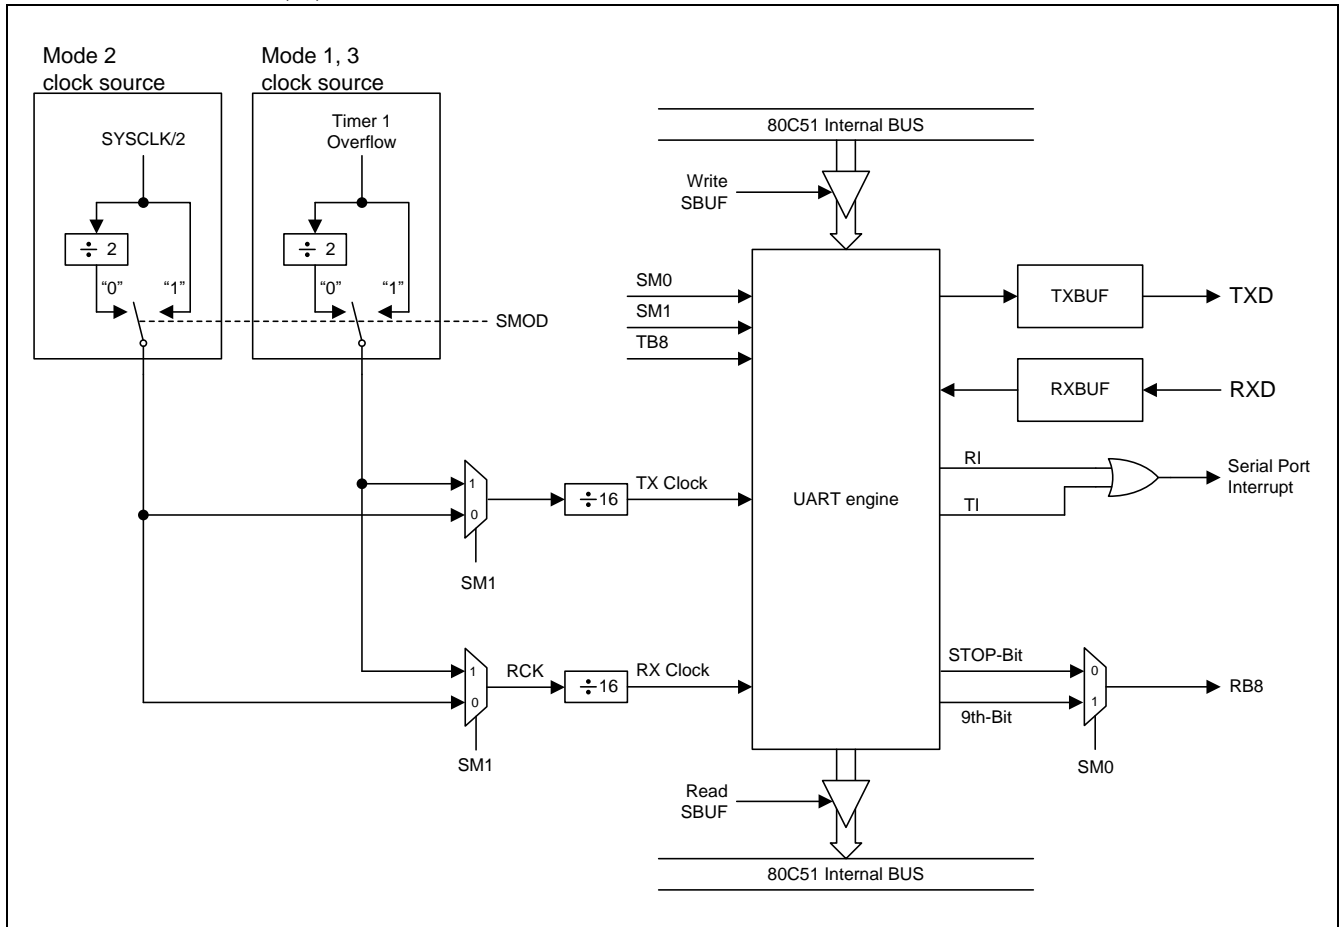 Mode 2
clock source
Mode 1, 3
clock source
SYSCLK/2
Timer 1
Overflow
÷ 2
÷ 2
“0”
“1”
“0”
“1”
SMOD
80C51 Internal BUS
Write
SBUF
SM0
SM1
TB8
TXBUF
TXD
RXBUF
RXD
RI
TI
Serial Port
Interrupt
UART engine
1
0
SM1
÷16
TX Clock
1
0
SM1
RCK
÷16
RX Clock
STOP-Bit
9th-Bit
0
1
SM0
RB8
Read
SBUF
80C51 Internal BUS